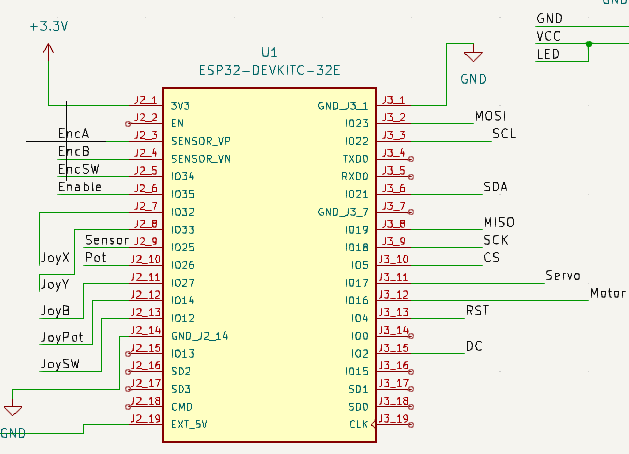 GND
+3.3V
GND
VCC
LED
U1
ESP32-DEVKITC-32E
GND
J2_1 3V3 GND_J3_1 J3_1
J2_2 EN IO23 J3_2 MOSI
EncA J2_3 SENSOR_VP IO22 J3_3 SCL
EncB J2_4 SENSOR_VN TXD0 J3_4
EncSW J2_5 IO34 RXD0 J3_5
Enable J2_6 IO35 IO21 J3_6 SDA
J2_7 IO32 GND_J3_7 J3_7
J2_8 IO33 IO19 J3_8 MISO
Sensor J2_9 IO25 IO18 J3_9 SCK
JoyX Pot J2_10 IO26 IO5 J3_10 CS
JoyY J2_11 IO27 IO17 J3_11 Servo
J2_12 IO14 IO16 J3_12 Motor
JoyB J2_13 IO12 IO4 J3_13 RST
JoyPot J2_14 GND_J2_14 IO0 J3_14
J2_15 IO13 IO2 J3_15 DC
JoySW J2_16 SD2 IO15 J3_16
J2_17 SD3 SD1 J3_17
J2_18 CMD SD0 J3_18
GND J2_19 EXT_5V CLK J3_19